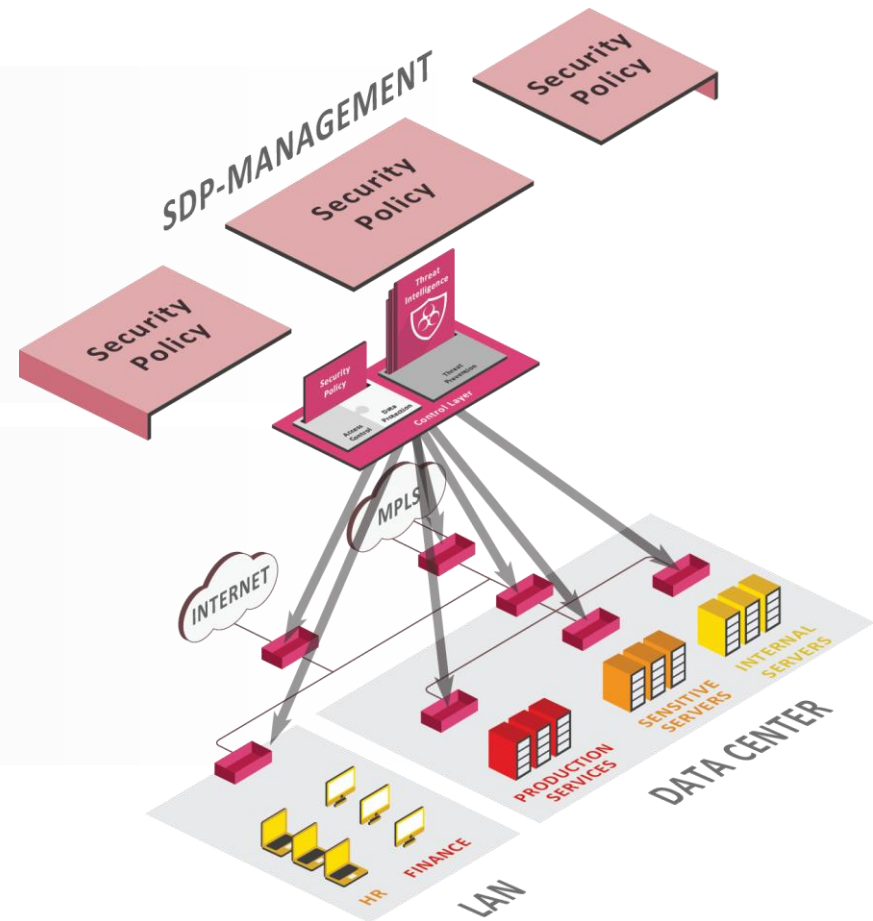 Security
Policy
SDP-MANAGEMENT
Security
Policy
Security
Policy
Threat
Intelligence
Security
Policy
Threat
Prevention
Data
Protection
Access
Control
Control Layer
MPLS
INTERNET
INTERNAL
SERVERS
SENSITIVE
SERVERS
PRODUCTION
SERVICES
DATA CENTER
FINANCE
HR
LAN